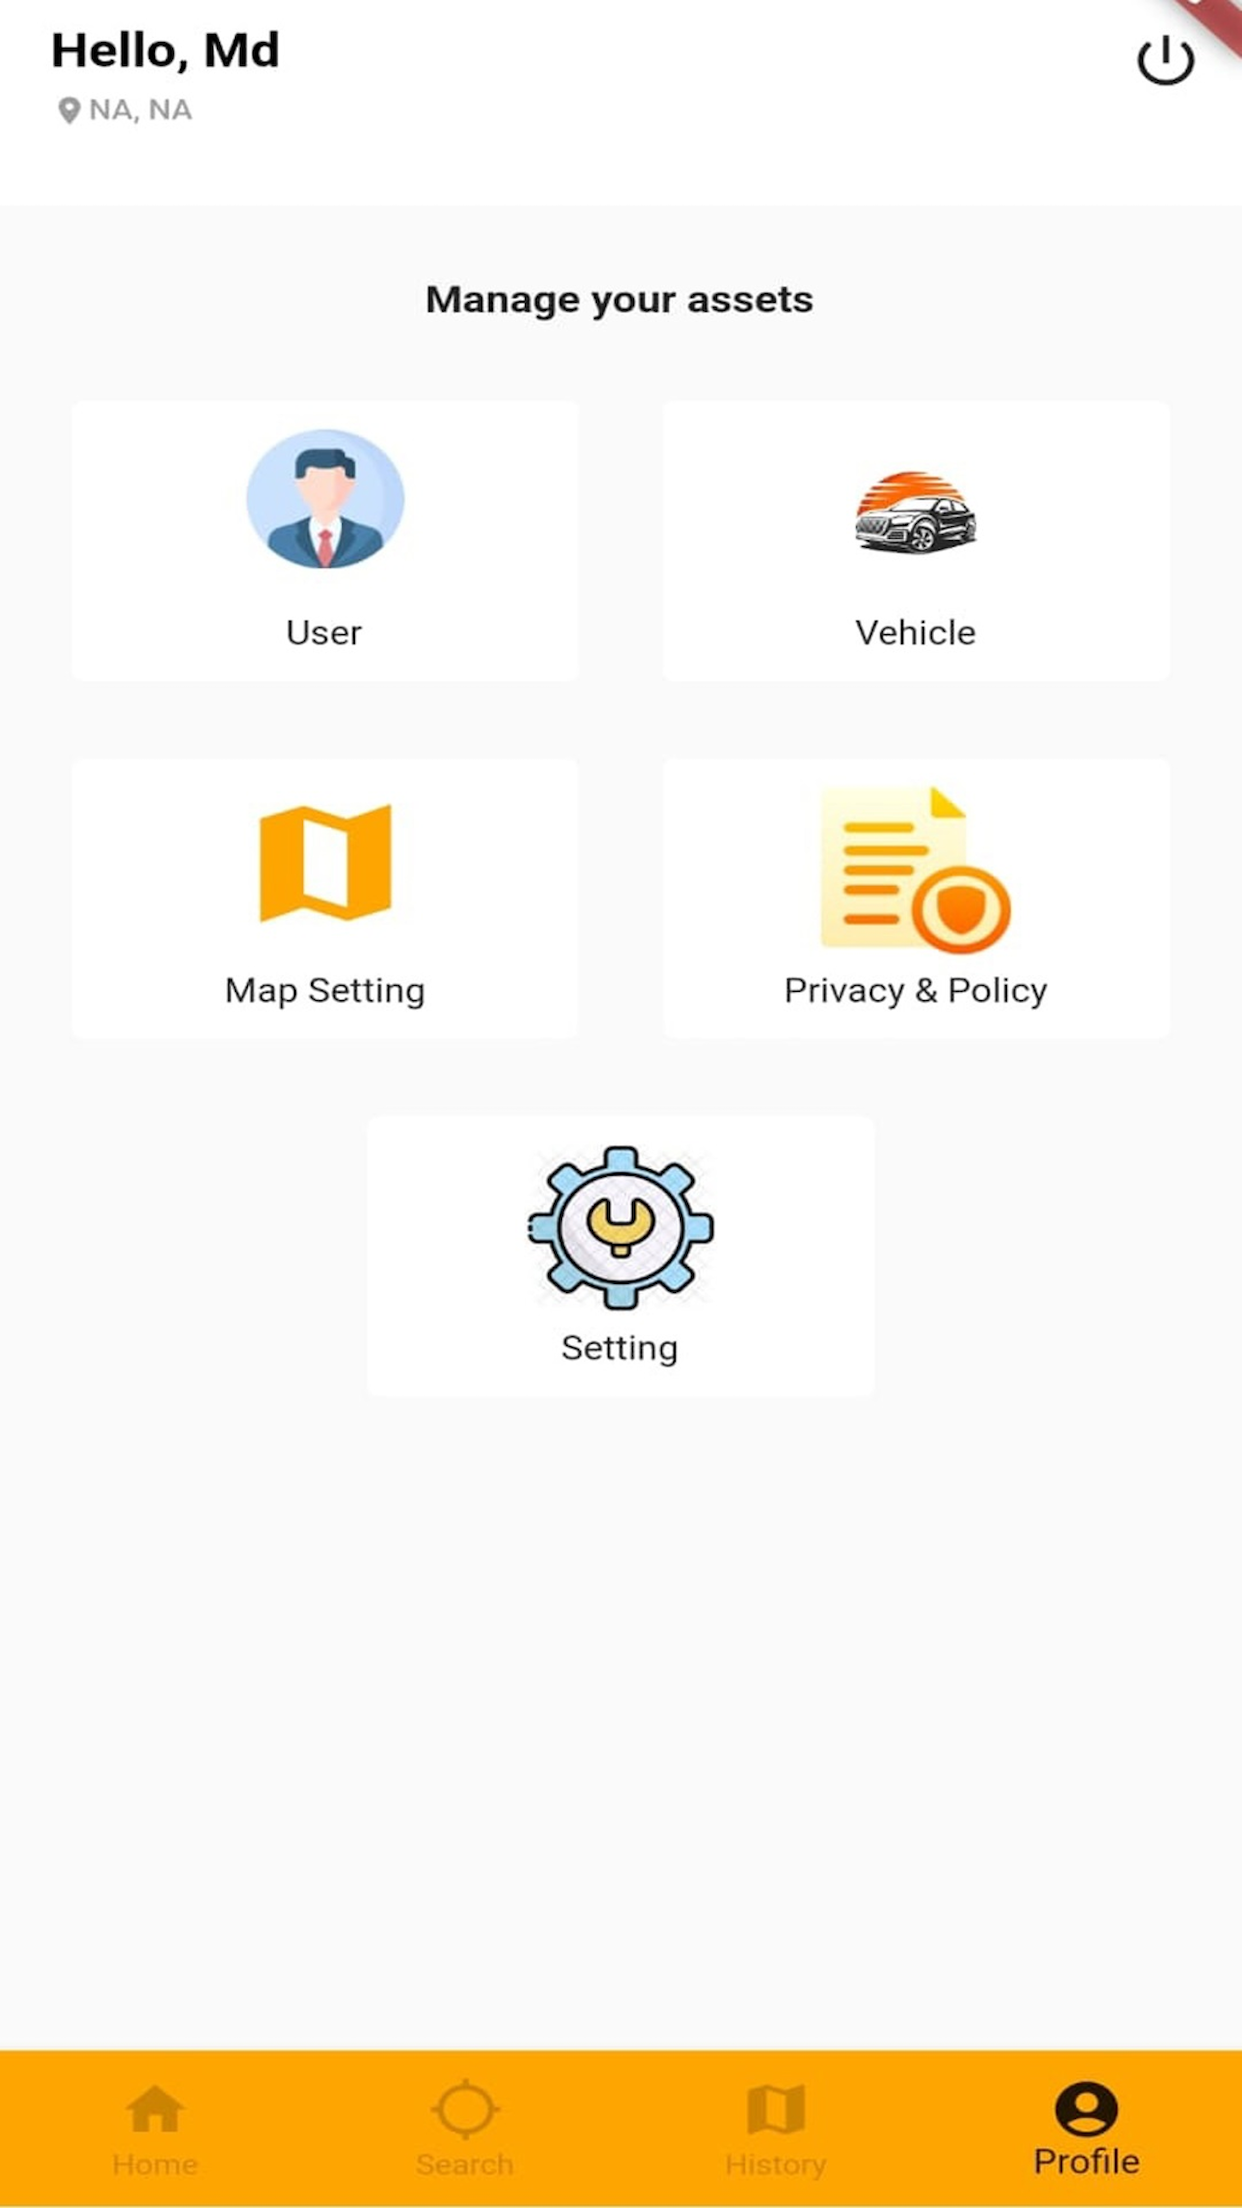 Hello, Md
NA, NA
Manage your assets
User
Vehicle
Map Setting
Privacy & Policy
Setting
Home
Search
History
Profile